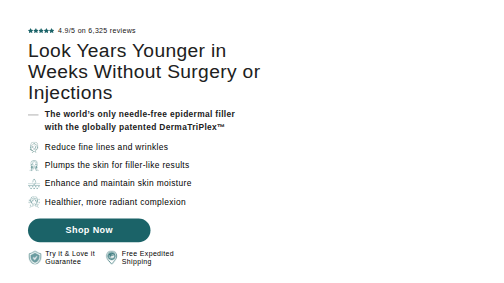 4.9/5 on 6,325 reviews
Look Years Younger in
Weeks Without Surgery or
Injections
The world's only needle-free epidermal filler
with the globally patented DermaTriPlex™
Reduce fine lines and wrinkles
Plumps the skin for filler-like results
Enhance and maintain skin moisture
Healthier, more radiant complexion
Shop Now
Try it & Love it
Guarantee
Free Expedited
Shipping